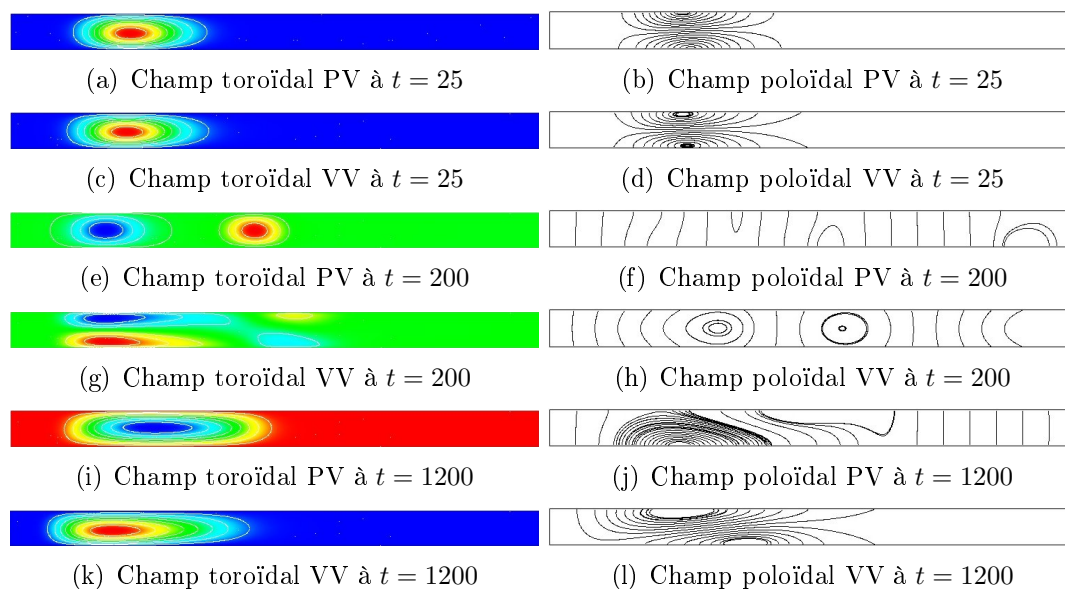 (a) Champ toroïdal PV à t = 25
(b) Champ poloïdal PV à t = 25
(c) Champ toroïdal VV à t = 25
(d) Champ poloïdal VV à t = 25
(e) Champ toroïdal PV à t = 200
(f) Champ poloïdal PV à t = 200
(g) Champ toroïdal VV à t = 200
(h) Champ poloïdal VV à t = 200
(i) Champ toroïdal PV à t = 1200
(j) Champ poloïdal PV à t = 1200
(k) Champ toroïdal VV à t = 1200
(l) Champ poloïdal VV à t = 1200